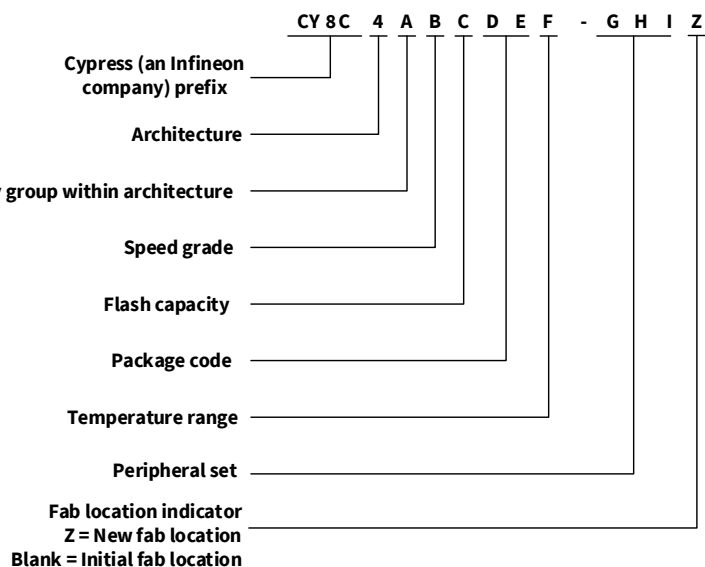 CY 8 C 4 A B C D E F - G H I Z
Cypress (an Infineon
company) prefix
Architecture
group within architecture
Speed grade
Flash capacity
Package code
Temperature range
Peripheral set
Fab location indicator
Z = New fab location
Blank = Initial fab location